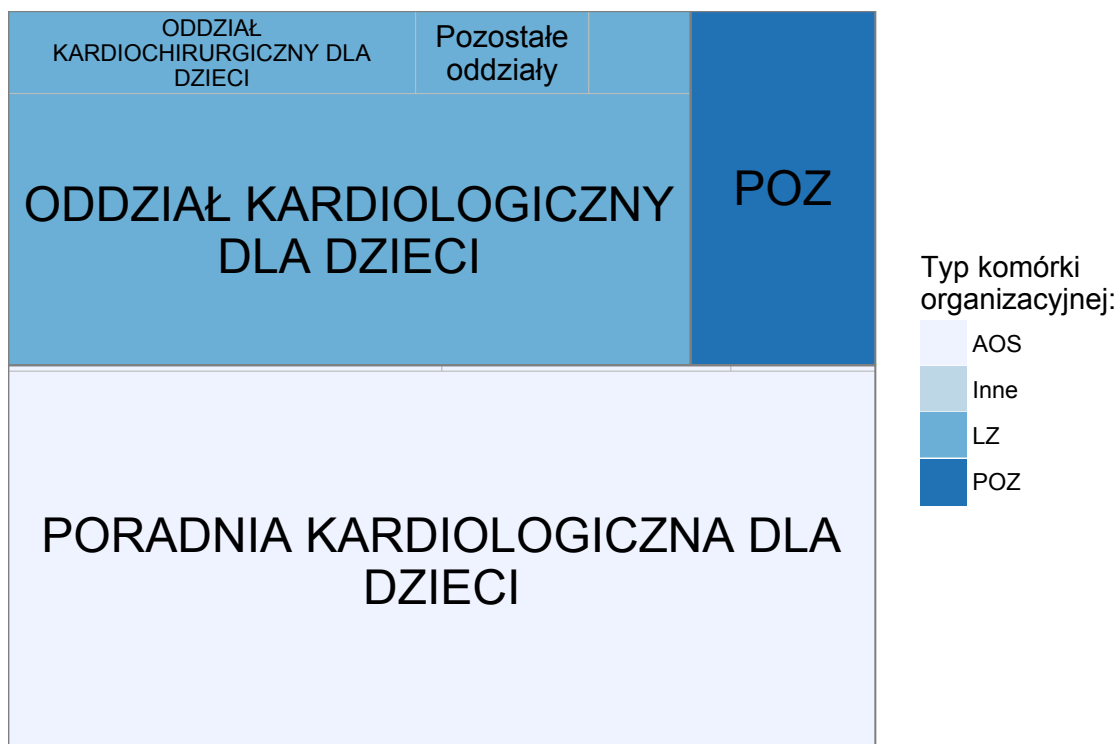 ODDZIAŁ
KARDIOCHIRURGICZNY DLA
DZIECI
Pozostałe
oddziały
ODDZIAŁ KARDIOLOGICZNY
DLA DZIECI
POZ
PORADNIA KARDIOLOGICZNA DLA
DZIECI
Typ komórki
organizacyjnej:
AOS
Inne
LZ
POZ